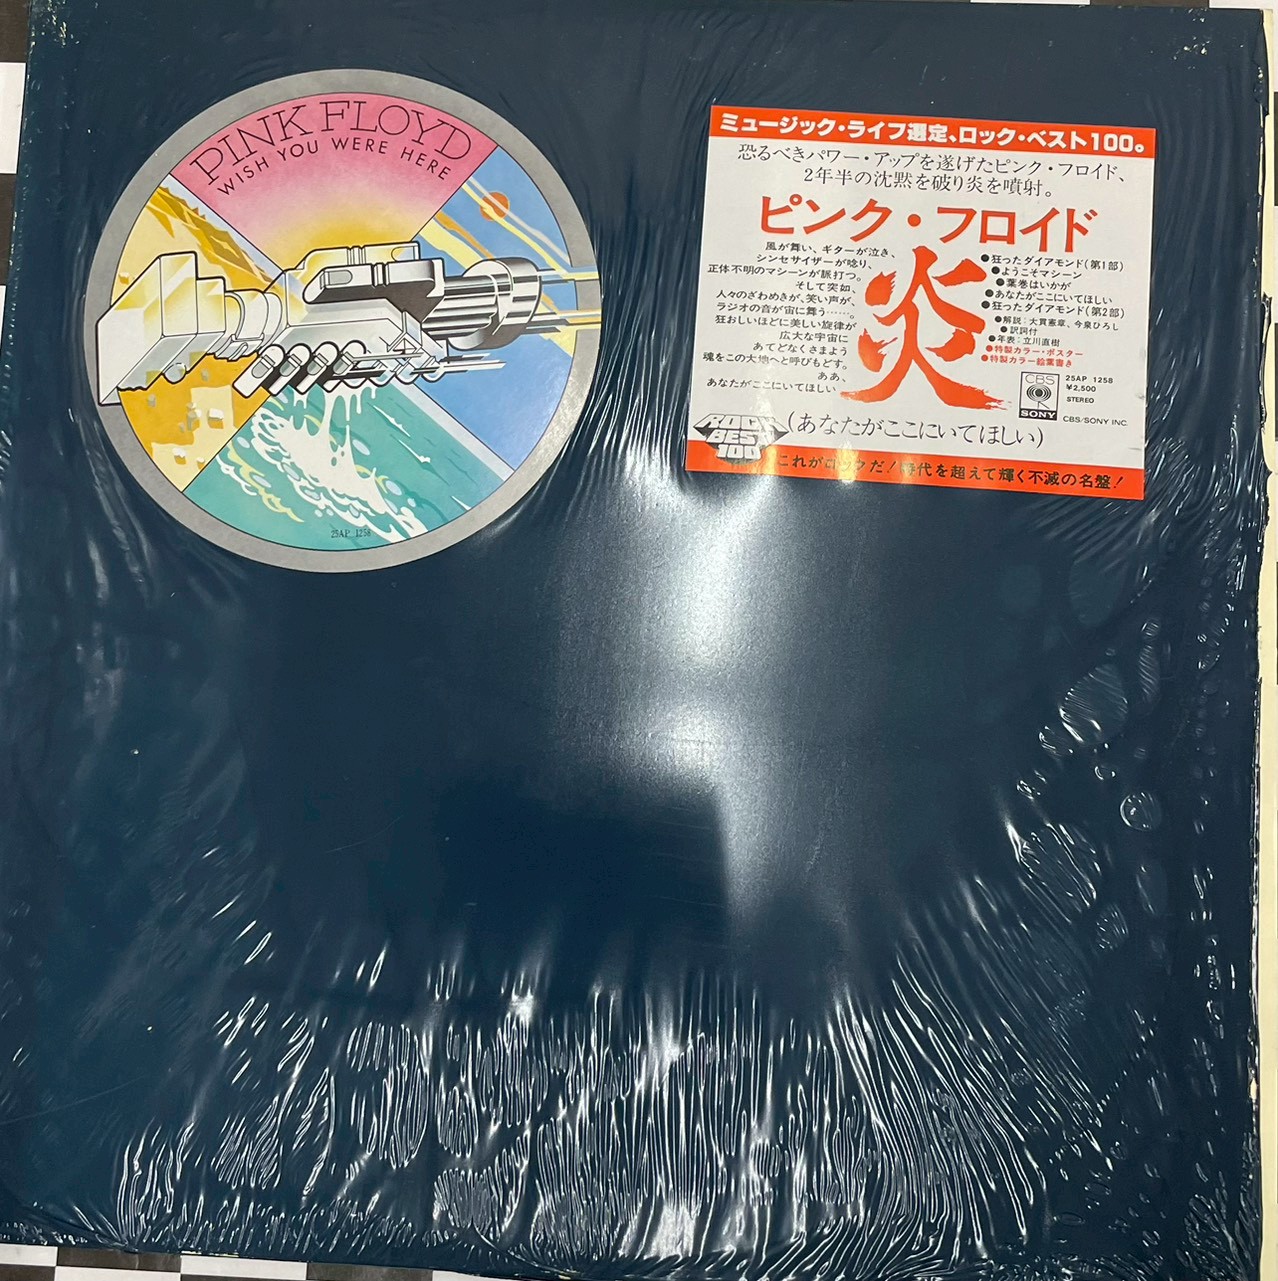 PINK FLOYD
WISH YOU WERE HERE
25AP 1258
ミュージック・ライフ選定、ロック・ベスト100。
恐るべきパワー・アップを遂げたピンク・フロイド、
2年半の沈黙を破り炎を噴射。
ピンク・フロイド
炎
風が舞い、ギターが泣き、
シンセサイザーが唸り、
正体不明のマシーンが脈打つ。
そして突如、
人々のざわめきが、笑い声が、
ラジオの音が宙に舞う……。
狂おしいほどに美しい旋律が
広大な宇宙に
あてどなくさまよう
魂をこの大地へと呼びもどす。
ああ、
あなたがここにいてほしい
●狂ったダイアモンド(第1部)
●ようこそマシーン
●葉巻はいかが
●あなたがここにいてほしい
●狂ったダイアモンド(第2部)
●解説:大貫憲章、今泉ひろし
●訳詞付
●年表:立川直樹
●特製カラー・ポスター
●特製カラー絵葉書き
CBS
SONY
25AP 1258
¥2,500
STEREO
CBS/SONY INC.
(あなたがここにいてほしい)
ROCK
BEST
100
これがロックだ!時代を超えて輝く不滅の名盤!